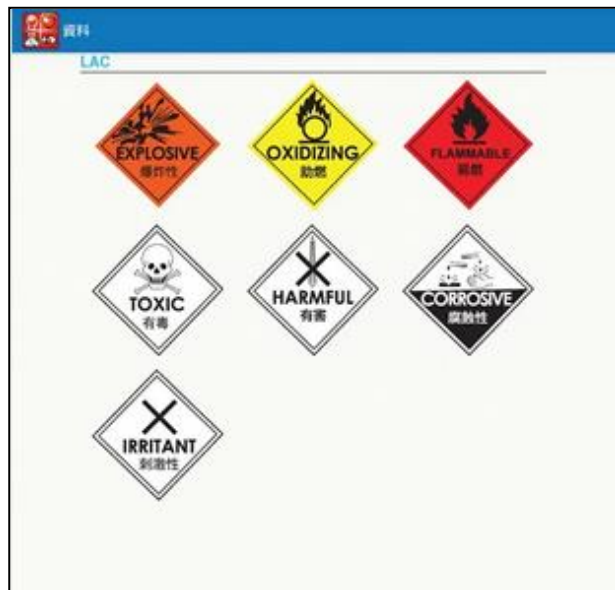 資料
LAC
EXPLOSIVE
爆炸性
OXIDIZING
助燃
FLAMMABLE
易燃
TOXIC
有毒
HARMFUL
有害
CORROSIVE
腐蝕性
IRRITANT
刺激性